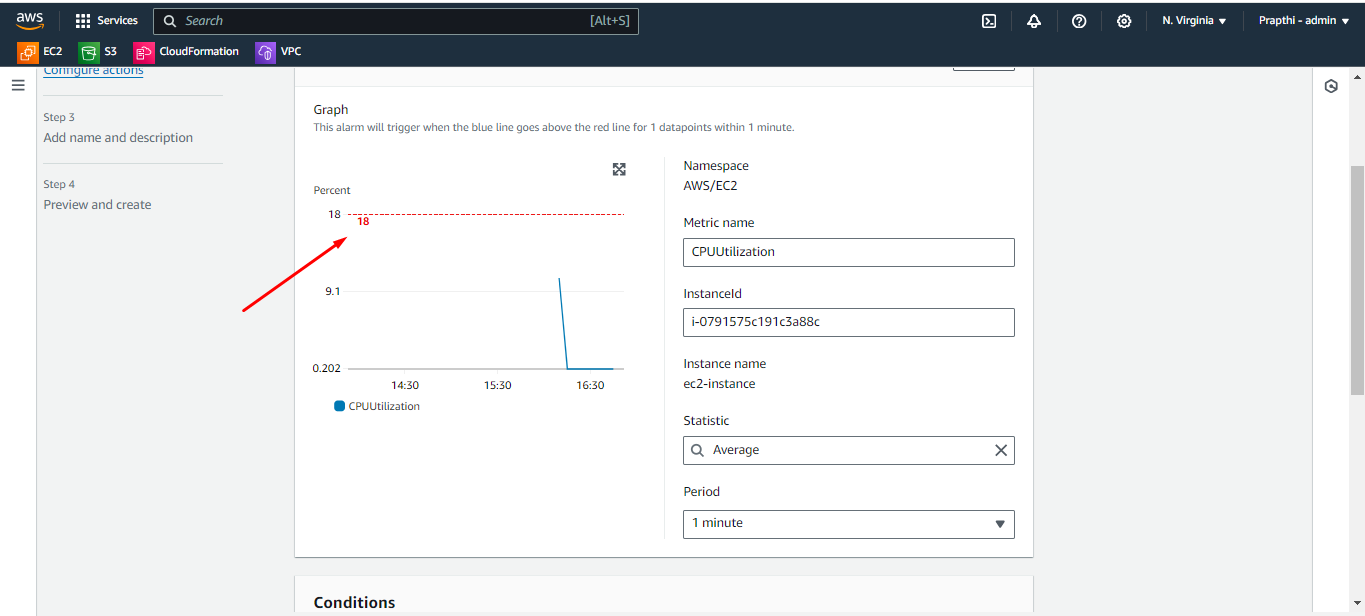 aws
Services
Search
[Alt+S]
N. Virginia
Prapthi - admin
EC2
S3
CloudFormation
VPC
Configure actions
Step 3
Add name and description
Step 4
Preview and create
Graph
This alarm will trigger when the blue line goes above the red line for 1 datapoints within 1 minute.
Percent
18
18
9.1
0.202
14:30
15:30
16:30
CPUUtilization
Namespace
AWS/EC2
Metric name
CPUUtilization
InstanceId
i-0791575c191c3a88c
Instance name
ec2-instance
Statistic
Average
Period
1 minute
Conditions